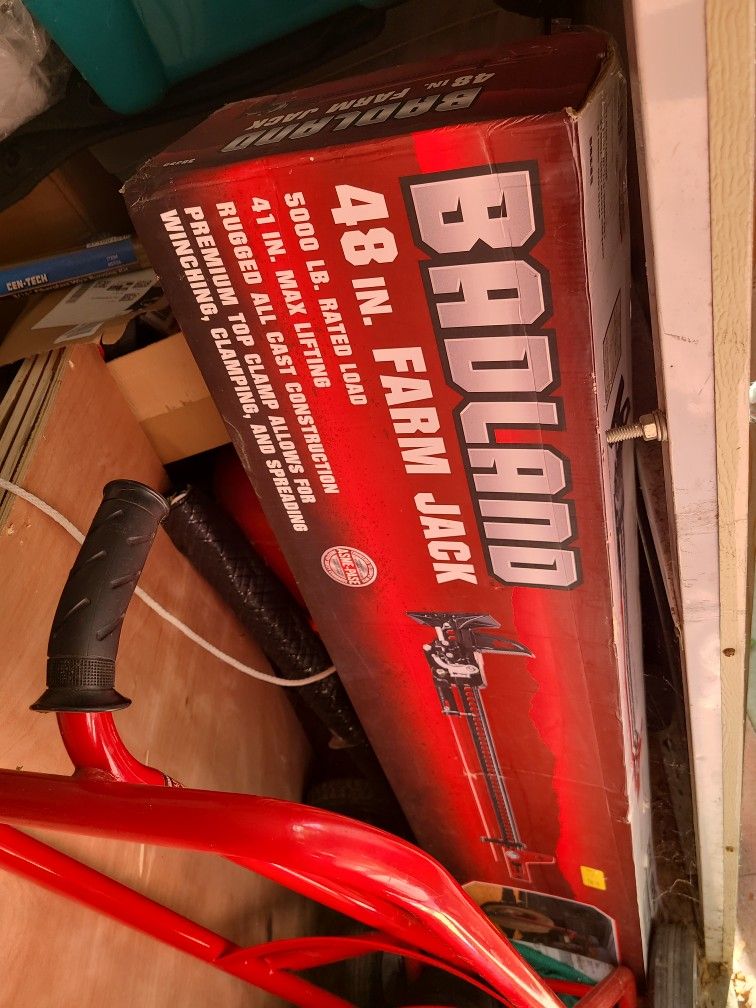 BADLAND
48 IN. FARM JACK
BADLAND
48 IN. FARM JACK
5000 LB. RATED LOAD
41 IN. MAX LIFTING
RUGGED ALL CAST CONSTRUCTION
PREMIUM TOP CLAMP ALLOWS FOR
WINCHING, CLAMPING, AND SPREADING
CEN-TECH